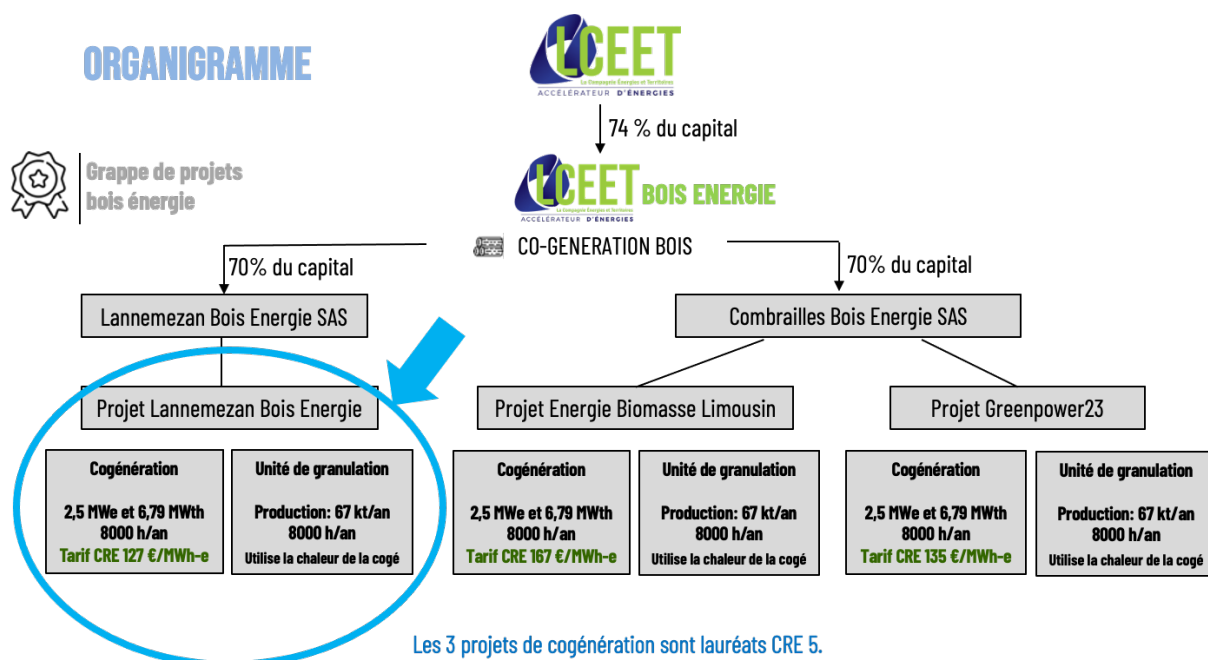 ORGANIGRAMME
LCEET
La Compagnie Énergies et Territoires
ACCÉLÉRATEUR D'ÉNERGIES
74 % du capital
Grappe de projets
bois énergie
LCEET BOIS ENERGIE
La Compagnie Énergies et Territoires
ACCÉLÉRATEUR D'ÉNERGIES
CO-GENERATION BOIS
70% du capital
70% du capital
Lannemezan Bois Energie SAS
Combrailles Bois Energie SAS
Projet Lannemezan Bois Energie
Projet Energie Biomasse Limousin
Projet Greenpower23
Cogénération
2,5 MWe et 6,79 MWth
8000 h/an
Tarif CRE 127 €/MWh-e
Unité de granulation
Production: 67 kt/an
8000 h/an
Utilise la chaleur de la cogé
Cogénération
2,5 MWe et 6,79 MWth
8000 h/an
Tarif CRE 167 €/MWh-e
Unité de granulation
Production: 67 kt/an
8000 h/an
Utilise la chaleur de la cogé
Cogénération
2,5 MWe et 6,79 MWth
8000 h/an
Tarif CRE 135 €/MWh-e
Unité de granulation
Production: 67 kt/an
8000 h/an
Utilise la chaleur de la cogé
Les 3 projets de cogénération sont lauréats CRE 5.